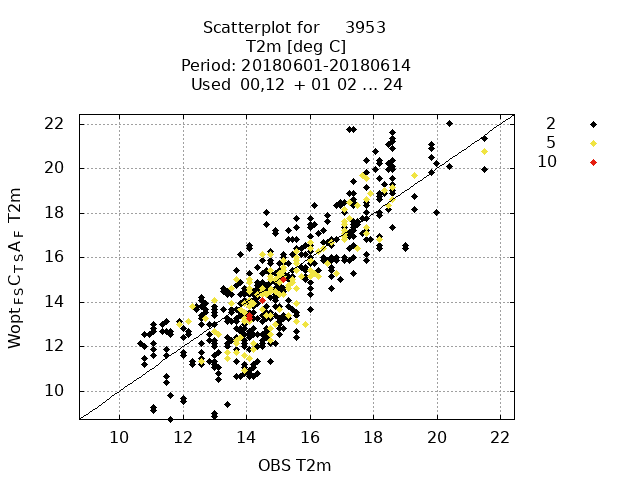 Scatterplot for 3953
T2m [deg C]
Period: 20180601-20180614
Used 00,12 + 01 02 ... 24
2
5
10
22
20
18
16
14
12
10
Wopt FS C TS A F T2m
10 12 14 16 18 20 22
OBS T2m